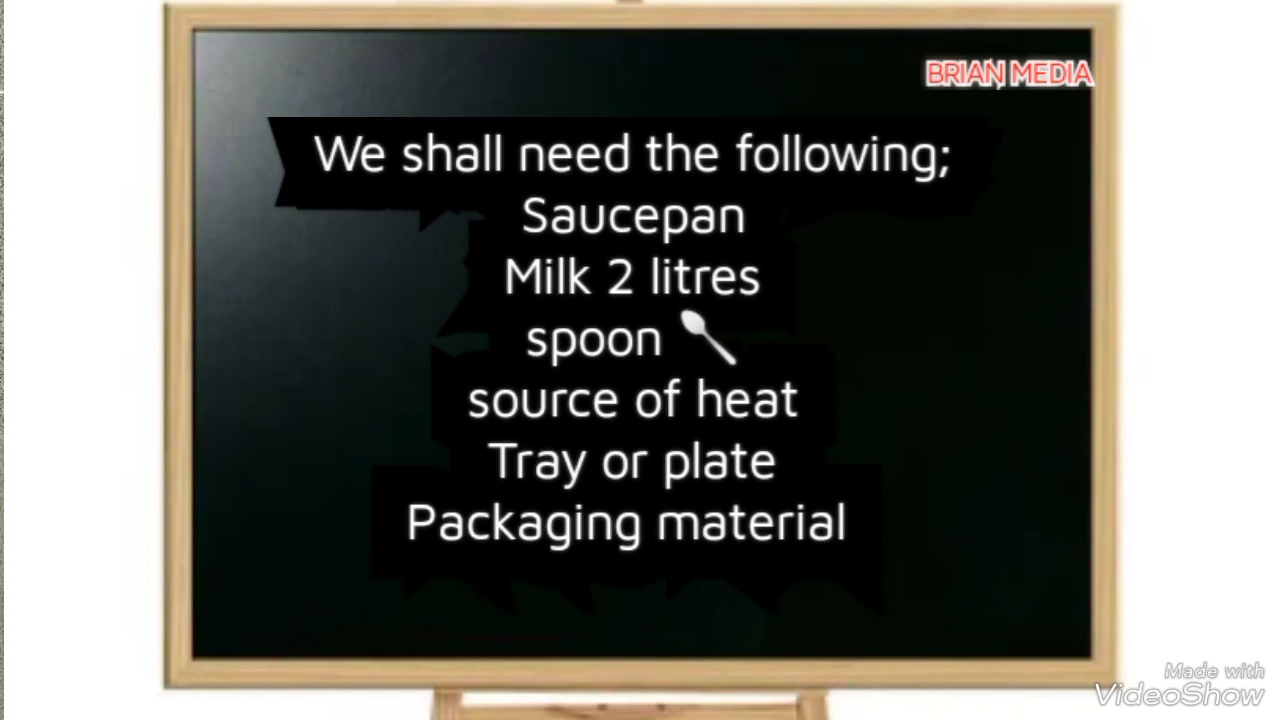 BRIAN MEDIA
We shall need the following;
Saucepan
Milk 2 litres
spoon 🥄
source of heat
Tray or plate
Packaging material
Made with
VideoShow